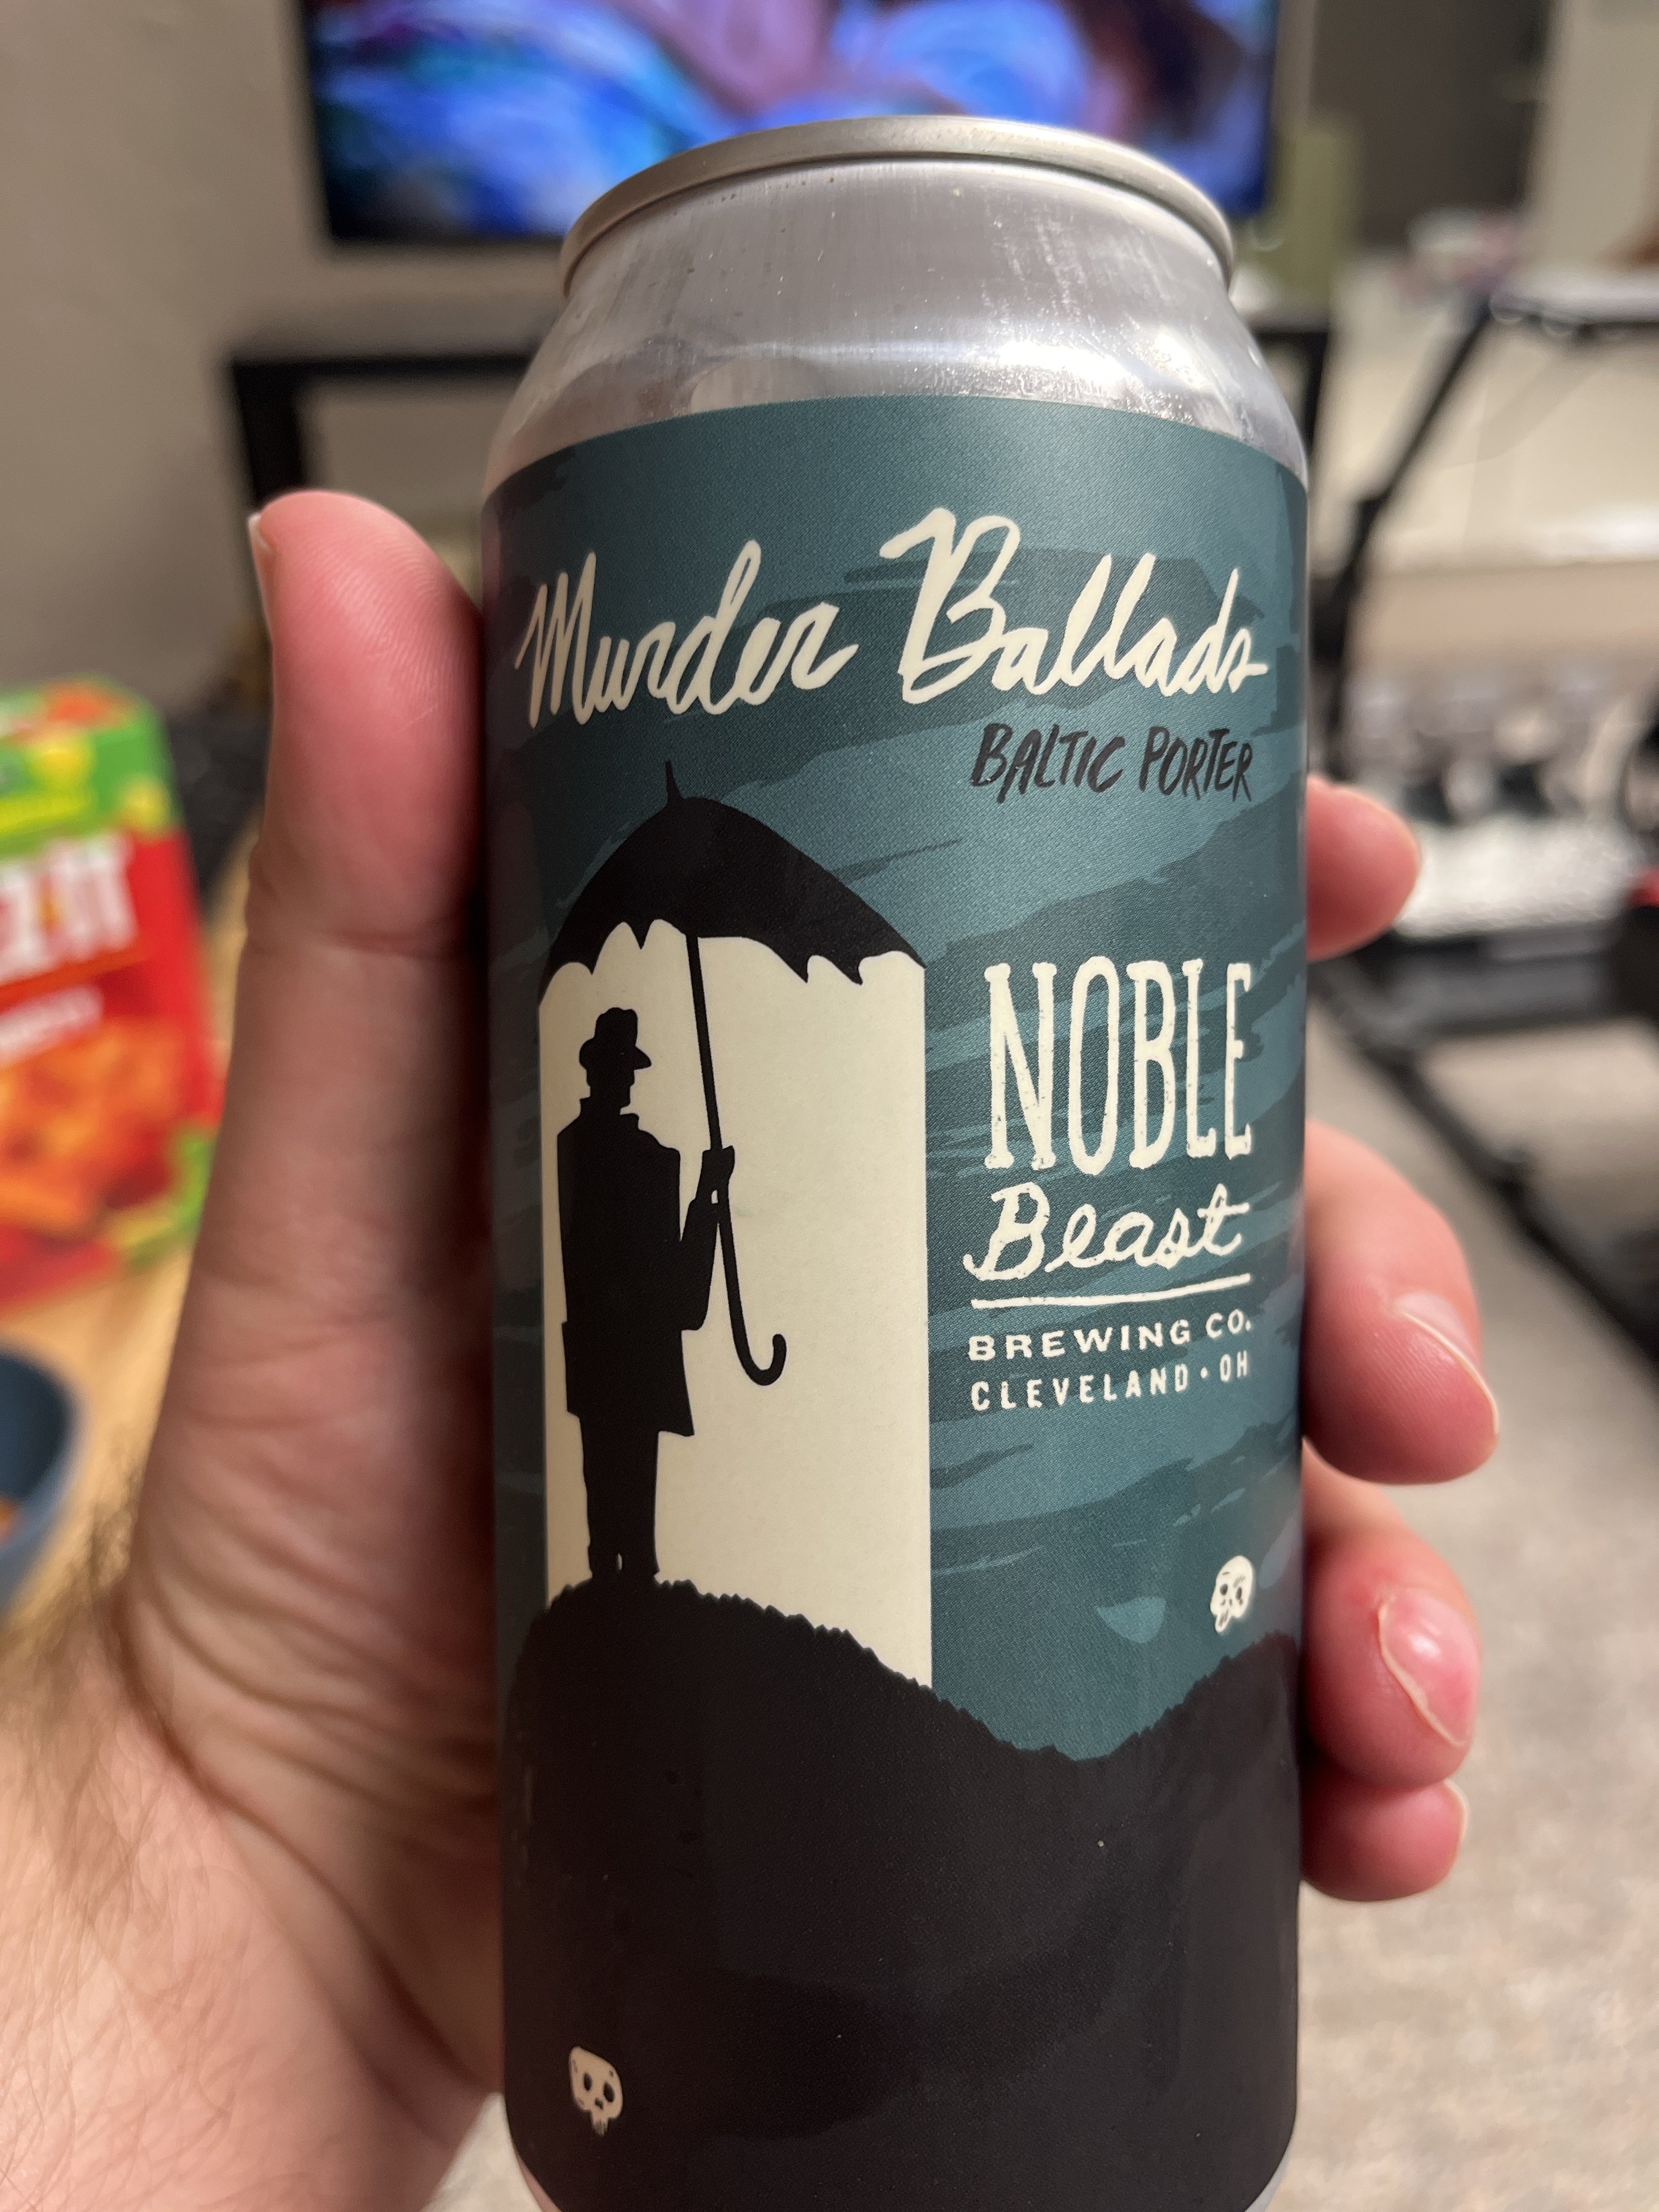 Murder Ballads
BALTIC PORTER
NOBLE
Beast
BREWING CO.
CLEVELAND • OH